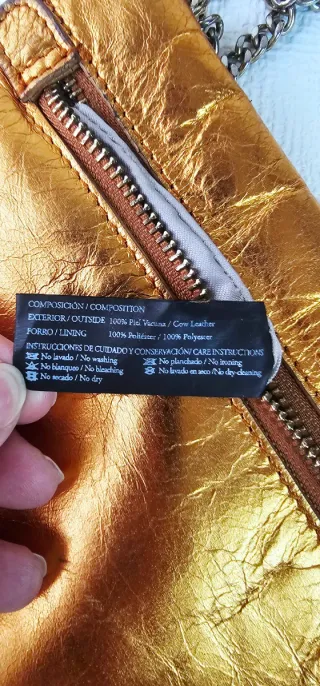 COMPOSICIÓN / COMPOSITION
EXTERIOR / OUTSIDE 100% Piel Vacuna / Cow Leather
FORRO / LINING 100% Poliéster / 100% Polyester
INSTRUCCIONES DE CUIDADO Y CONSERVACIÓN/ CARE INSTRUCTIONS
No lavado / No washing No planchado / No ironing
No blanqueo / No bleaching No lavado en seco /No dry-cleaning
No secado / No dry